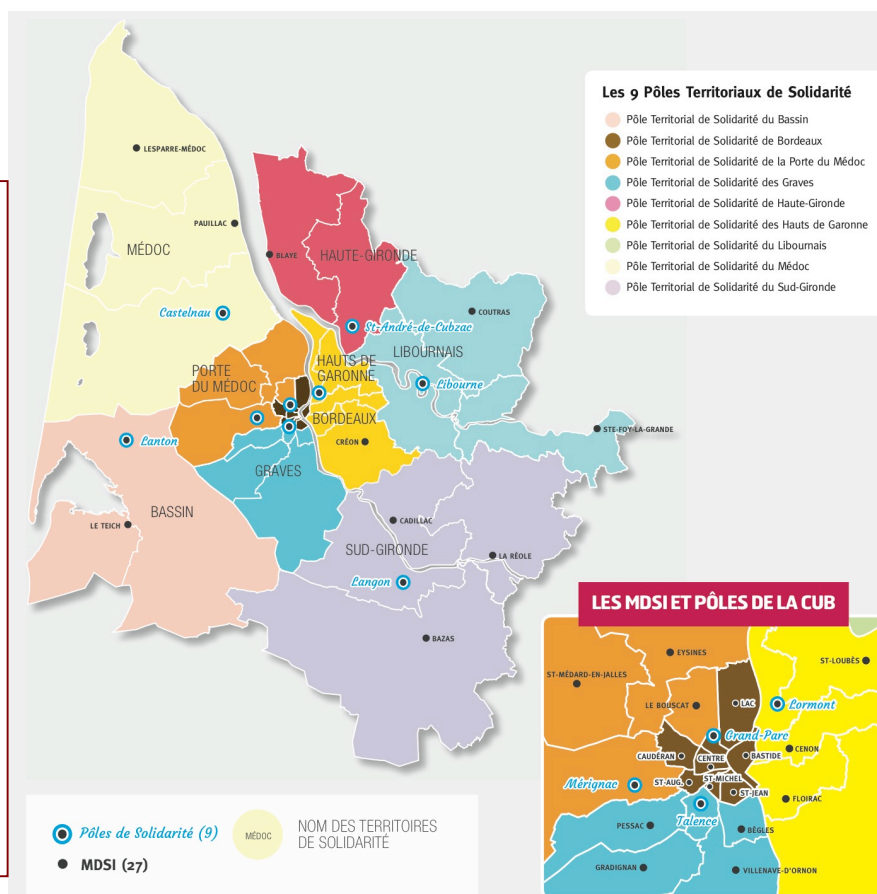 Les 9 Pôles Territoriaux de Solidarité
Pôle Territorial de Solidarité du Bassin
Pôle Territorial de Solidarité de Bordeaux
Pôle Territorial de Solidarité de la Porte du Médoc
Pôle Territorial de Solidarité des Graves
Pôle Territorial de Solidarité de Haute-Gironde
Pôle Territorial de Solidarité des Hauts de Garonne
Pôle Territorial de Solidarité du Libournais
Pôle Territorial de Solidarité du Médoc
Pôle Territorial de Solidarité du Sud-Gironde
LESPARRE-MÉDOC
PAUILLAC
MÉDOC
BLAYE
HAUTE-GIRONDE
Castelnau
St-André-de-Cubzac
COUTRAS
LIBOURNAIS
HAUTS DE
GARONNE
PORTE
DU MÉDOC
Libourne
BORDEAUX
STE-FOY-LA-GRANDE
Lanton
CRÉON
GRAVES
BASSIN
LE TEICH
CADILLAC
SUD-GIRONDE
LA RÉOLE
Langon
BAZAS
LES MDSI ET PÔLES DE LA CUB
EYSINES
ST-LOUBÈS
ST-MÉDARD-EN-JALLES
LE BOUSCAT
LAC
Lormont
Grand-Parc
CAUDÉRAN
CENTRE
BASTIDE
CENON
Mérignac
ST-AUG.
ST-MICHEL
ST-JEAN
FLOIRAC
Talence
PESSAC
BÈGLES
GRADIGNAN
VILLENAVE-D'ORNON
Pôles de Solidarité (9)
MÉDOC
NOM DES TERRITOIRES
DE SOLIDARITÉ
MDSI (27)